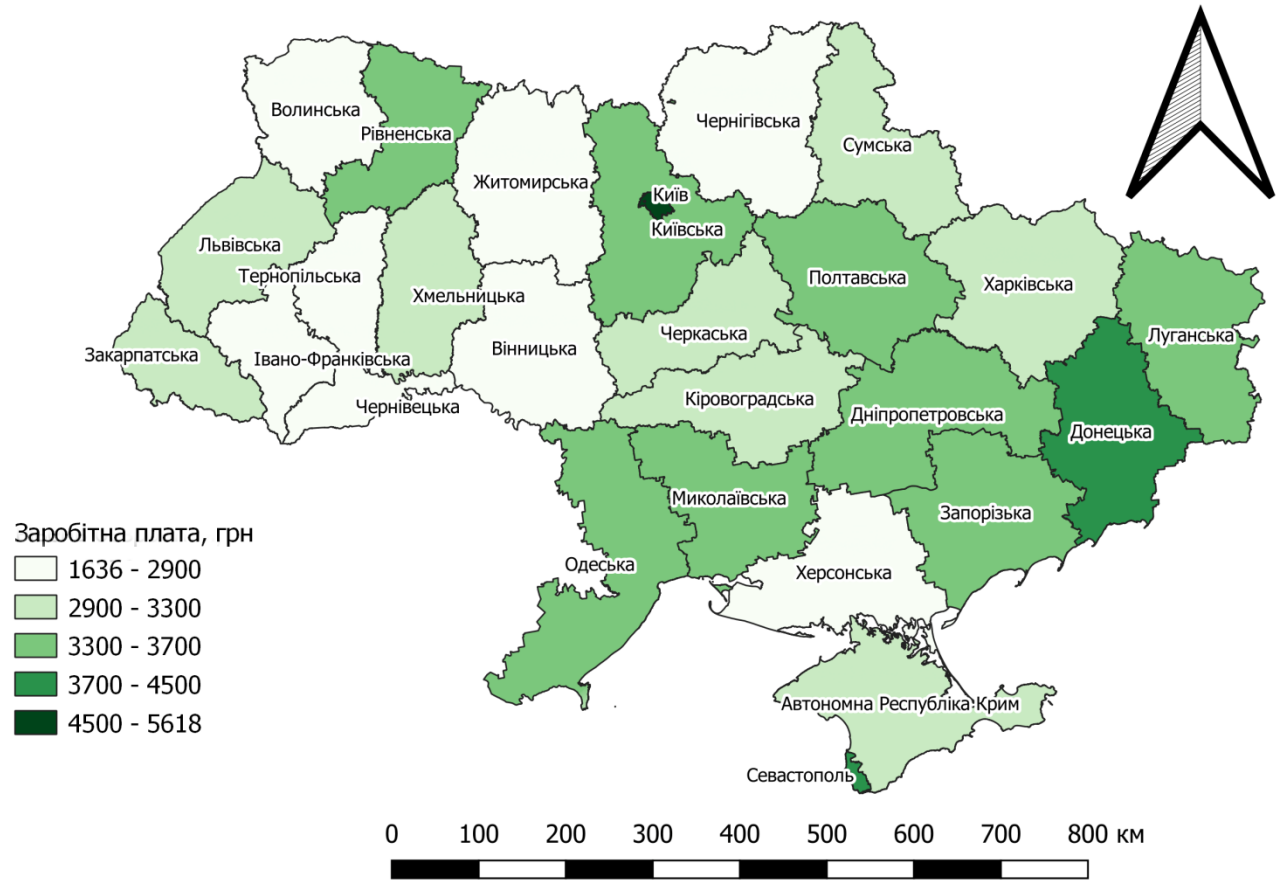 Волинська
Рівненська
Житомирська
Чернігівська
Сумська
Київ
Київська
Львівська
Тернопільська
Хмельницька
Полтавська
Харківська
Черкаська
Луганська
Закарпатська
Івано-Франківська
Вінницька
Чернівецька
Кіровоградська
Дніпропетровська
Донецька
Миколаївська
Запорізька
Одеська
Херсонська
Автономна Республіка Крим
Севастополь
Заробітна плата, грн
1636 - 2900
2900 - 3300
3300 - 3700
3700 - 4500
4500 - 5618
0 100 200 300 400 500 600 700 800 км